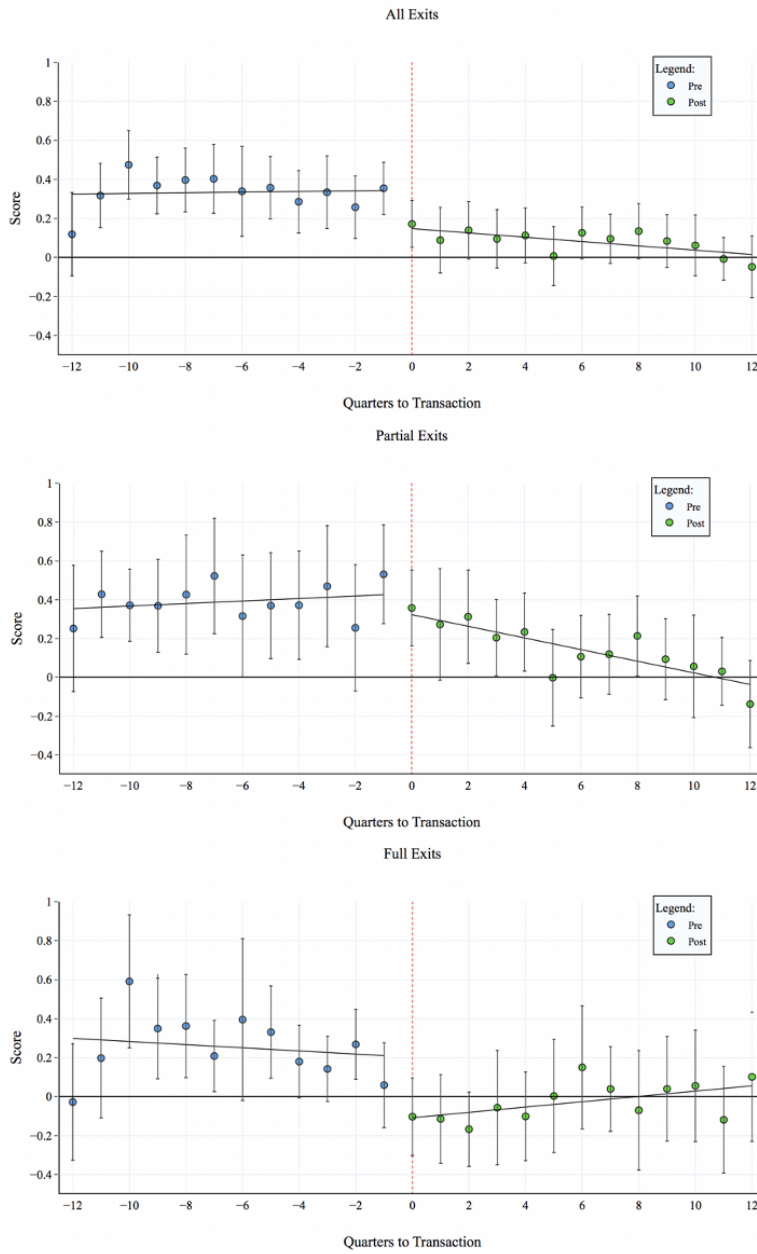 All Exits
Legend:
Pre
Post
1
0.8
0.6
0.4
0.2
0
−0.2
−0.4
Score
−12 −10 −8 −6 −4 −2 0 2 4 6 8 10 12
Quarters to Transaction
Partial Exits
Legend:
Pre
Post
1
0.8
0.6
0.4
0.2
0
−0.2
−0.4
Score
−12 −10 −8 −6 −4 −2 0 2 4 6 8 10 12
Quarters to Transaction
Full Exits
Legend:
Pre
Post
1
0.8
0.6
0.4
0.2
0
−0.2
−0.4
Score
−12 −10 −8 −6 −4 −2 0 2 4 6 8 10 12
Quarters to Transaction